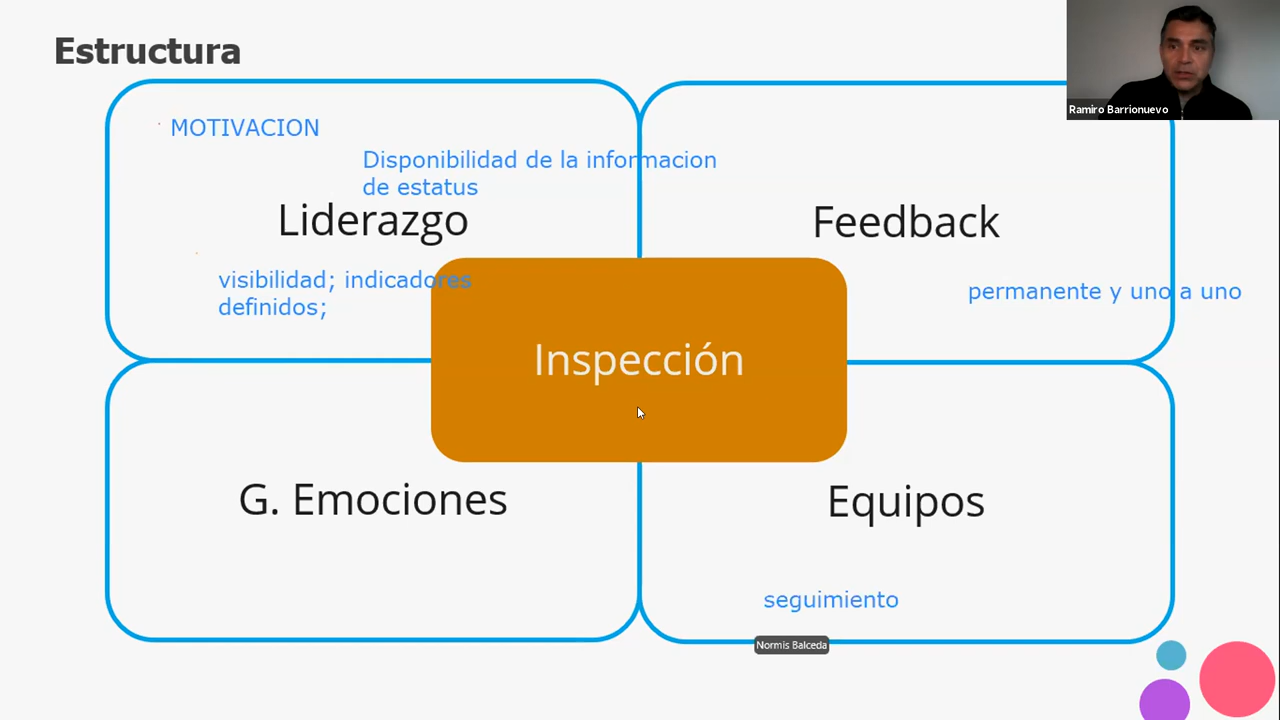 Estructura
Ramiro Barrionuevo
MOTIVACION
Disponibilidad de la informacion
de estatus
Liderazgo
Feedback
visibilidad; indicadores
definidos;
permanente y uno a uno
Inspección
G. Emociones
Equipos
seguimiento
Normis Balceda